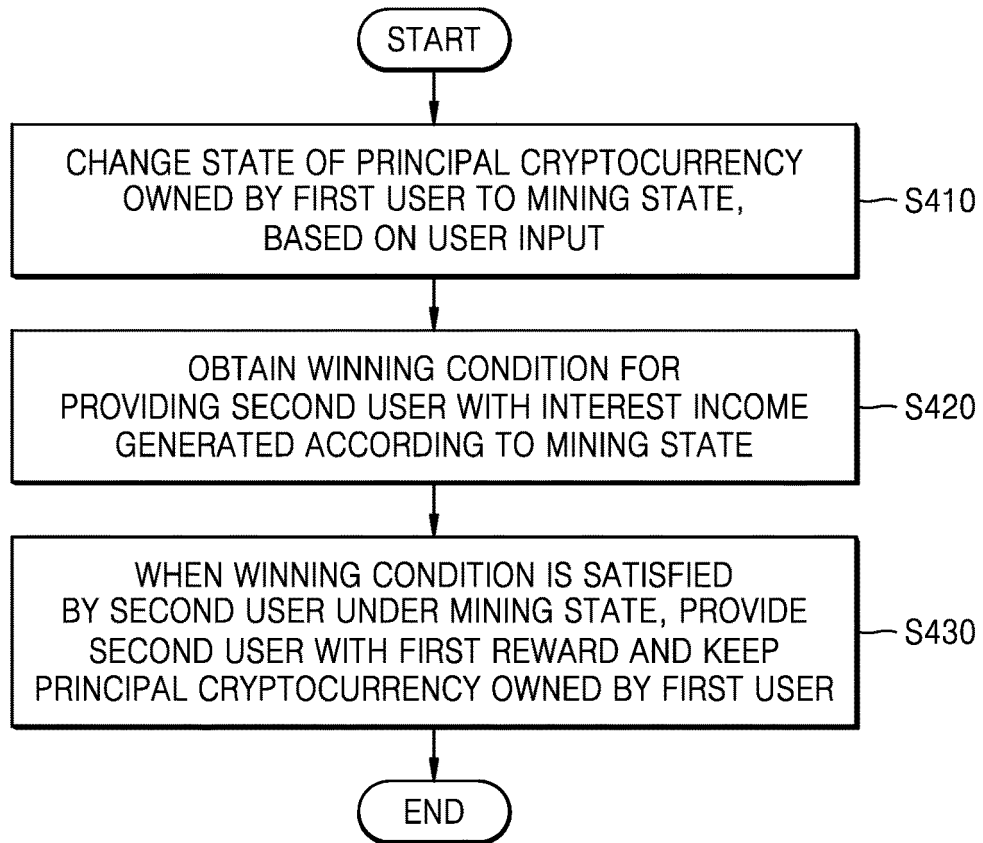 START
CHANGE STATE OF PRINCIPAL CRYPTOCURRENCY
OWNED BY FIRST USER TO MINING STATE,
BASED ON USER INPUT
S410
OBTAIN WINNING CONDITION FOR
PROVIDING SECOND USER WITH INTEREST INCOME
GENERATED ACCORDING TO MINING STATE
S420
WHEN WINNING CONDITION IS SATISFIED
BY SECOND USER UNDER MINING STATE, PROVIDE
SECOND USER WITH FIRST REWARD AND KEEP
PRINCIPAL CRYPTOCURRENCY OWNED BY FIRST USER
S430
END